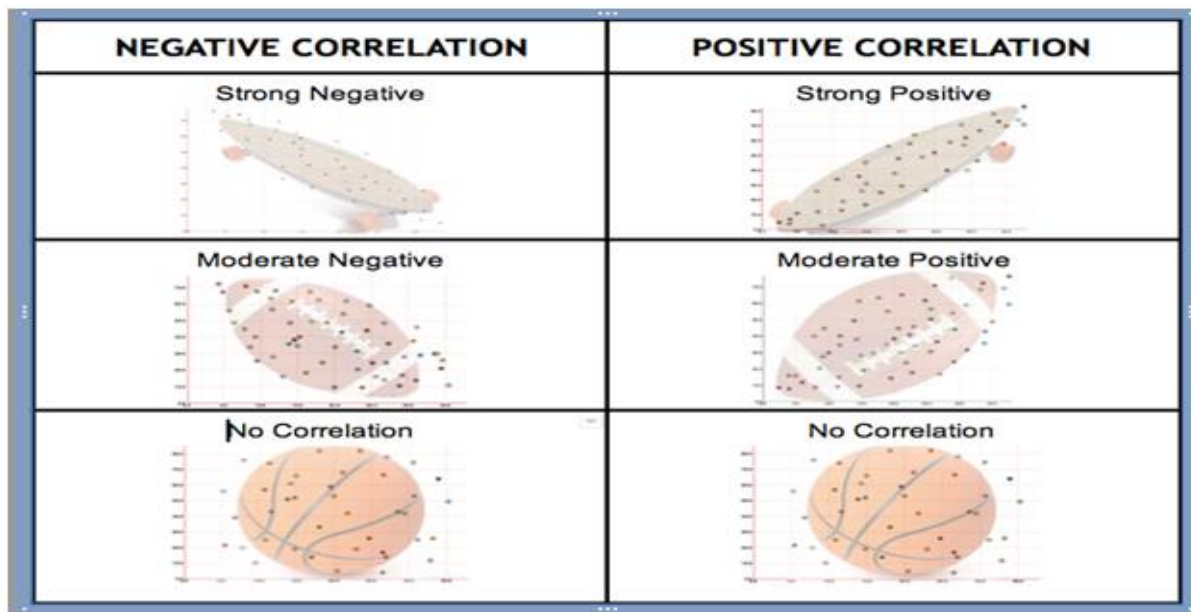 NEGATIVE CORRELATION
POSITIVE CORRELATION
Strong Negative
Strong Positive
Moderate Negative
Moderate Positive
No Correlation
No Correlation